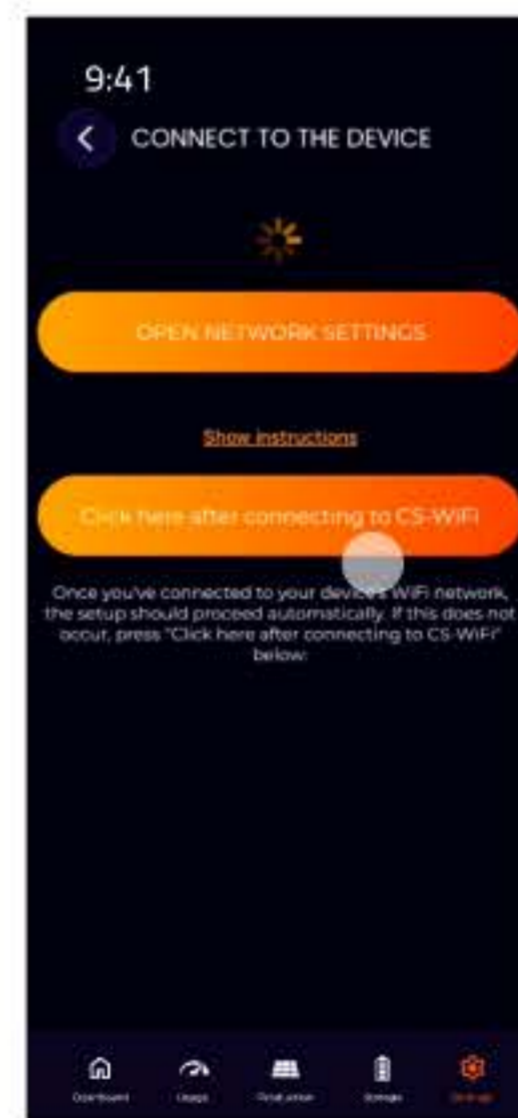 9:41
CONNECT TO THE DEVICE
OPEN NETWORK SETTINGS
Show instructions
Click here after connecting to CS-WiFi
Once you've connected to your device's WiFi network,
the setup should proceed automatically. If this does not
occur, press "Click here after connecting to CS-WiFi"
below:
Dashboard
Usage
Production
Storage
Settings